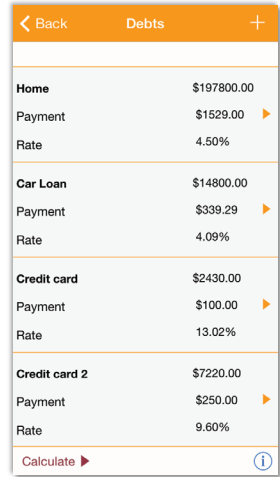 Back Debts +
Home $197800.00
Payment $1529.00
Rate 4.50%
Car Loan $14800.00
Payment $339.29
Rate 4.09%
Credit card $2430.00
Payment $100.00
Rate 13.02%
Credit card 2 $7220.00
Payment $250.00
Rate 9.60%
Calculate i